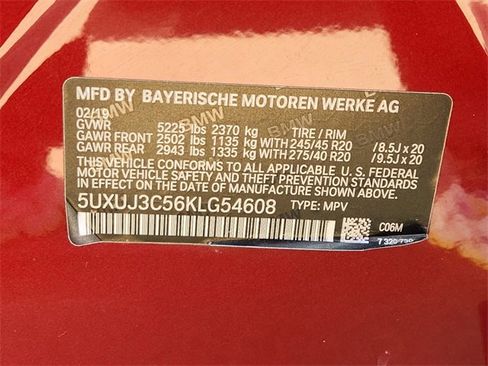 MFD BY BAYERISCHE MOTOREN WERKE AG
02/19
GVWR 5225 lbs 2370 kg TIRE / RIM
GAWR FRONT 2502 lbs 1135 kg WITH 245/45 R20 /8.5J x 20
GAWR REAR 2943 lbs 1335 kg WITH 275/40 R20 /9.5J x 20
THIS VEHICLE CONFORMS TO ALL APPLICABLE U.S. FEDERAL
MOTOR VEHICLE SAFETY STANDARDS IN EFFECT
ON THE DATE OF MANUFACTURE SHOWN ABOVE.
5UXUJ3C56KLG54608 TYPE: MPV
C06M